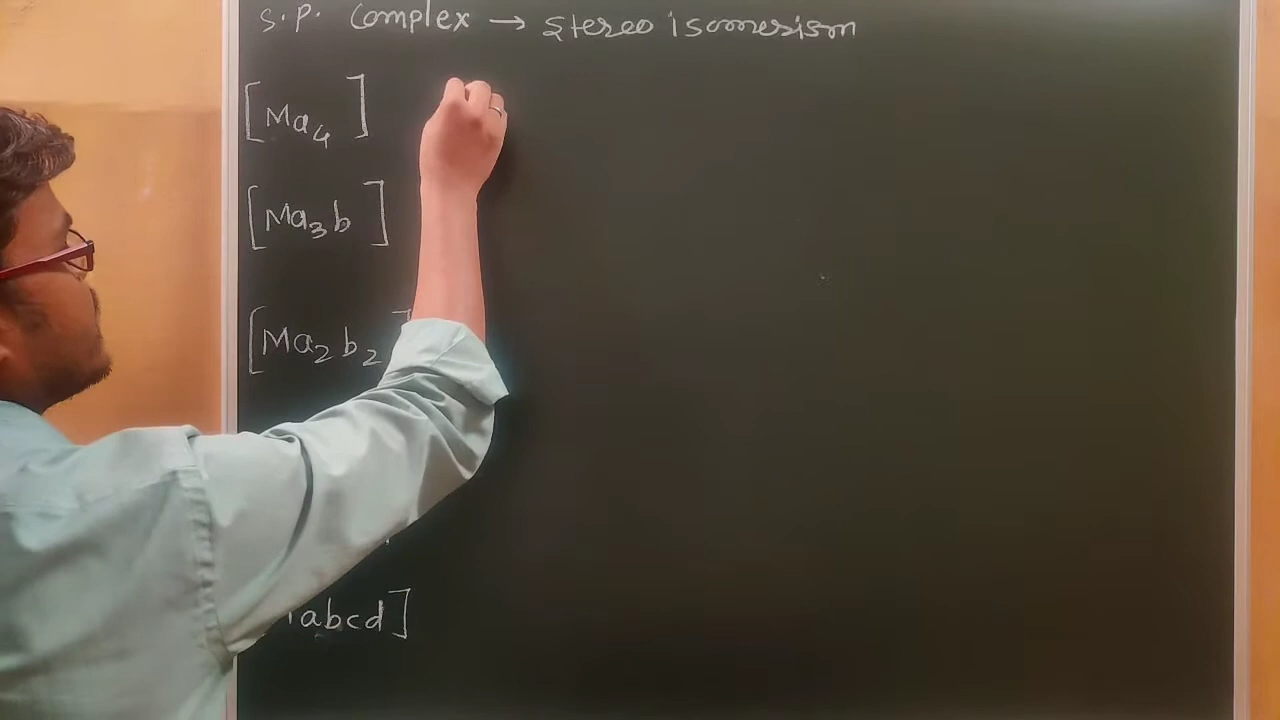 S.P. Complex → Stereo isomerism
[Ma₄]
[Ma₃b]
[Ma₂b₂]
abcd]